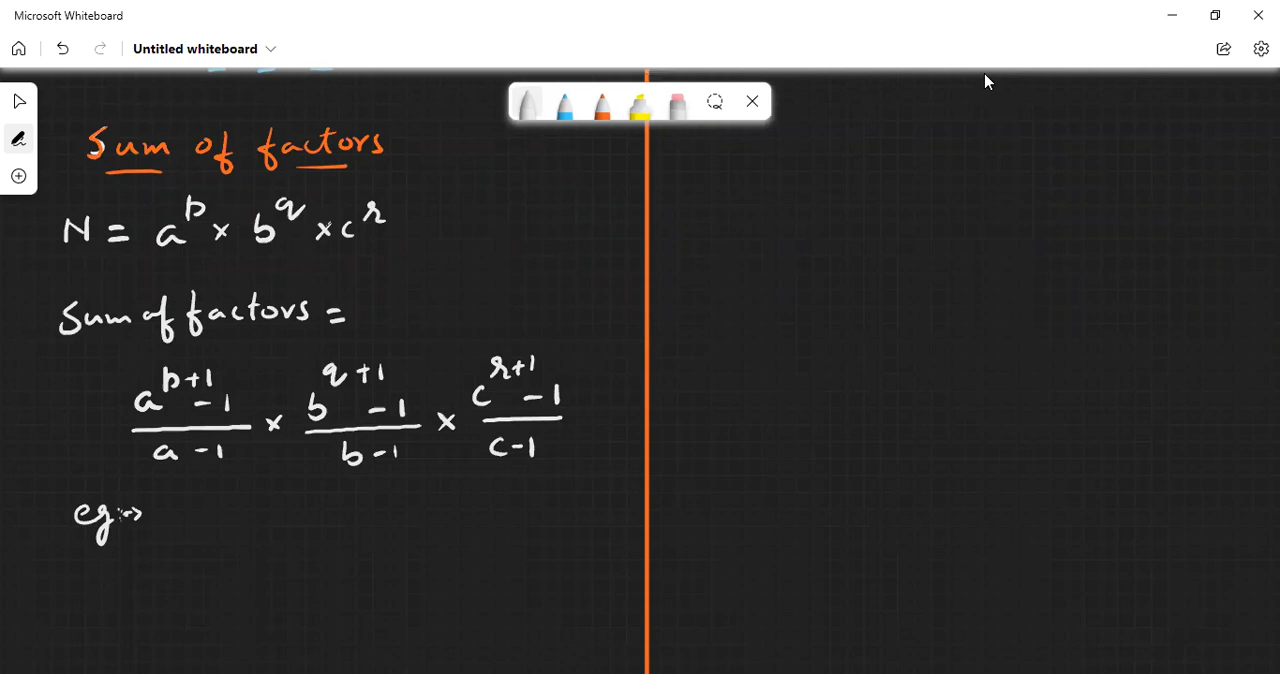 Microsoft Whiteboard
Untitled whiteboard
Sum of factors
N = a^p × b^q × c^r
Sum of factors =
a^(p+1) - 1 / a - 1 × b^(q+1) - 1 / b - 1 × c^(r+1) - 1 / c - 1
eg →